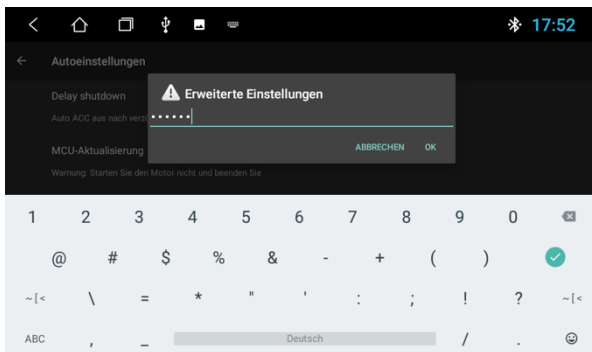 17:52
Autoeinstellungen
Delay shutdown
Auto ACC aus nach verzö
Erweiterte Einstellungen
••••••
ABBRECHEN OK
MCU-Aktualisierung
Warnung: Starten Sie den Motor nicht und beenden Sie
1 2 3 4 5 6 7 8 9 0
@ # $ % & - + ( )
~[< \ = * " ' : ; ! ? ~[<
ABC , _ Deutsch / .